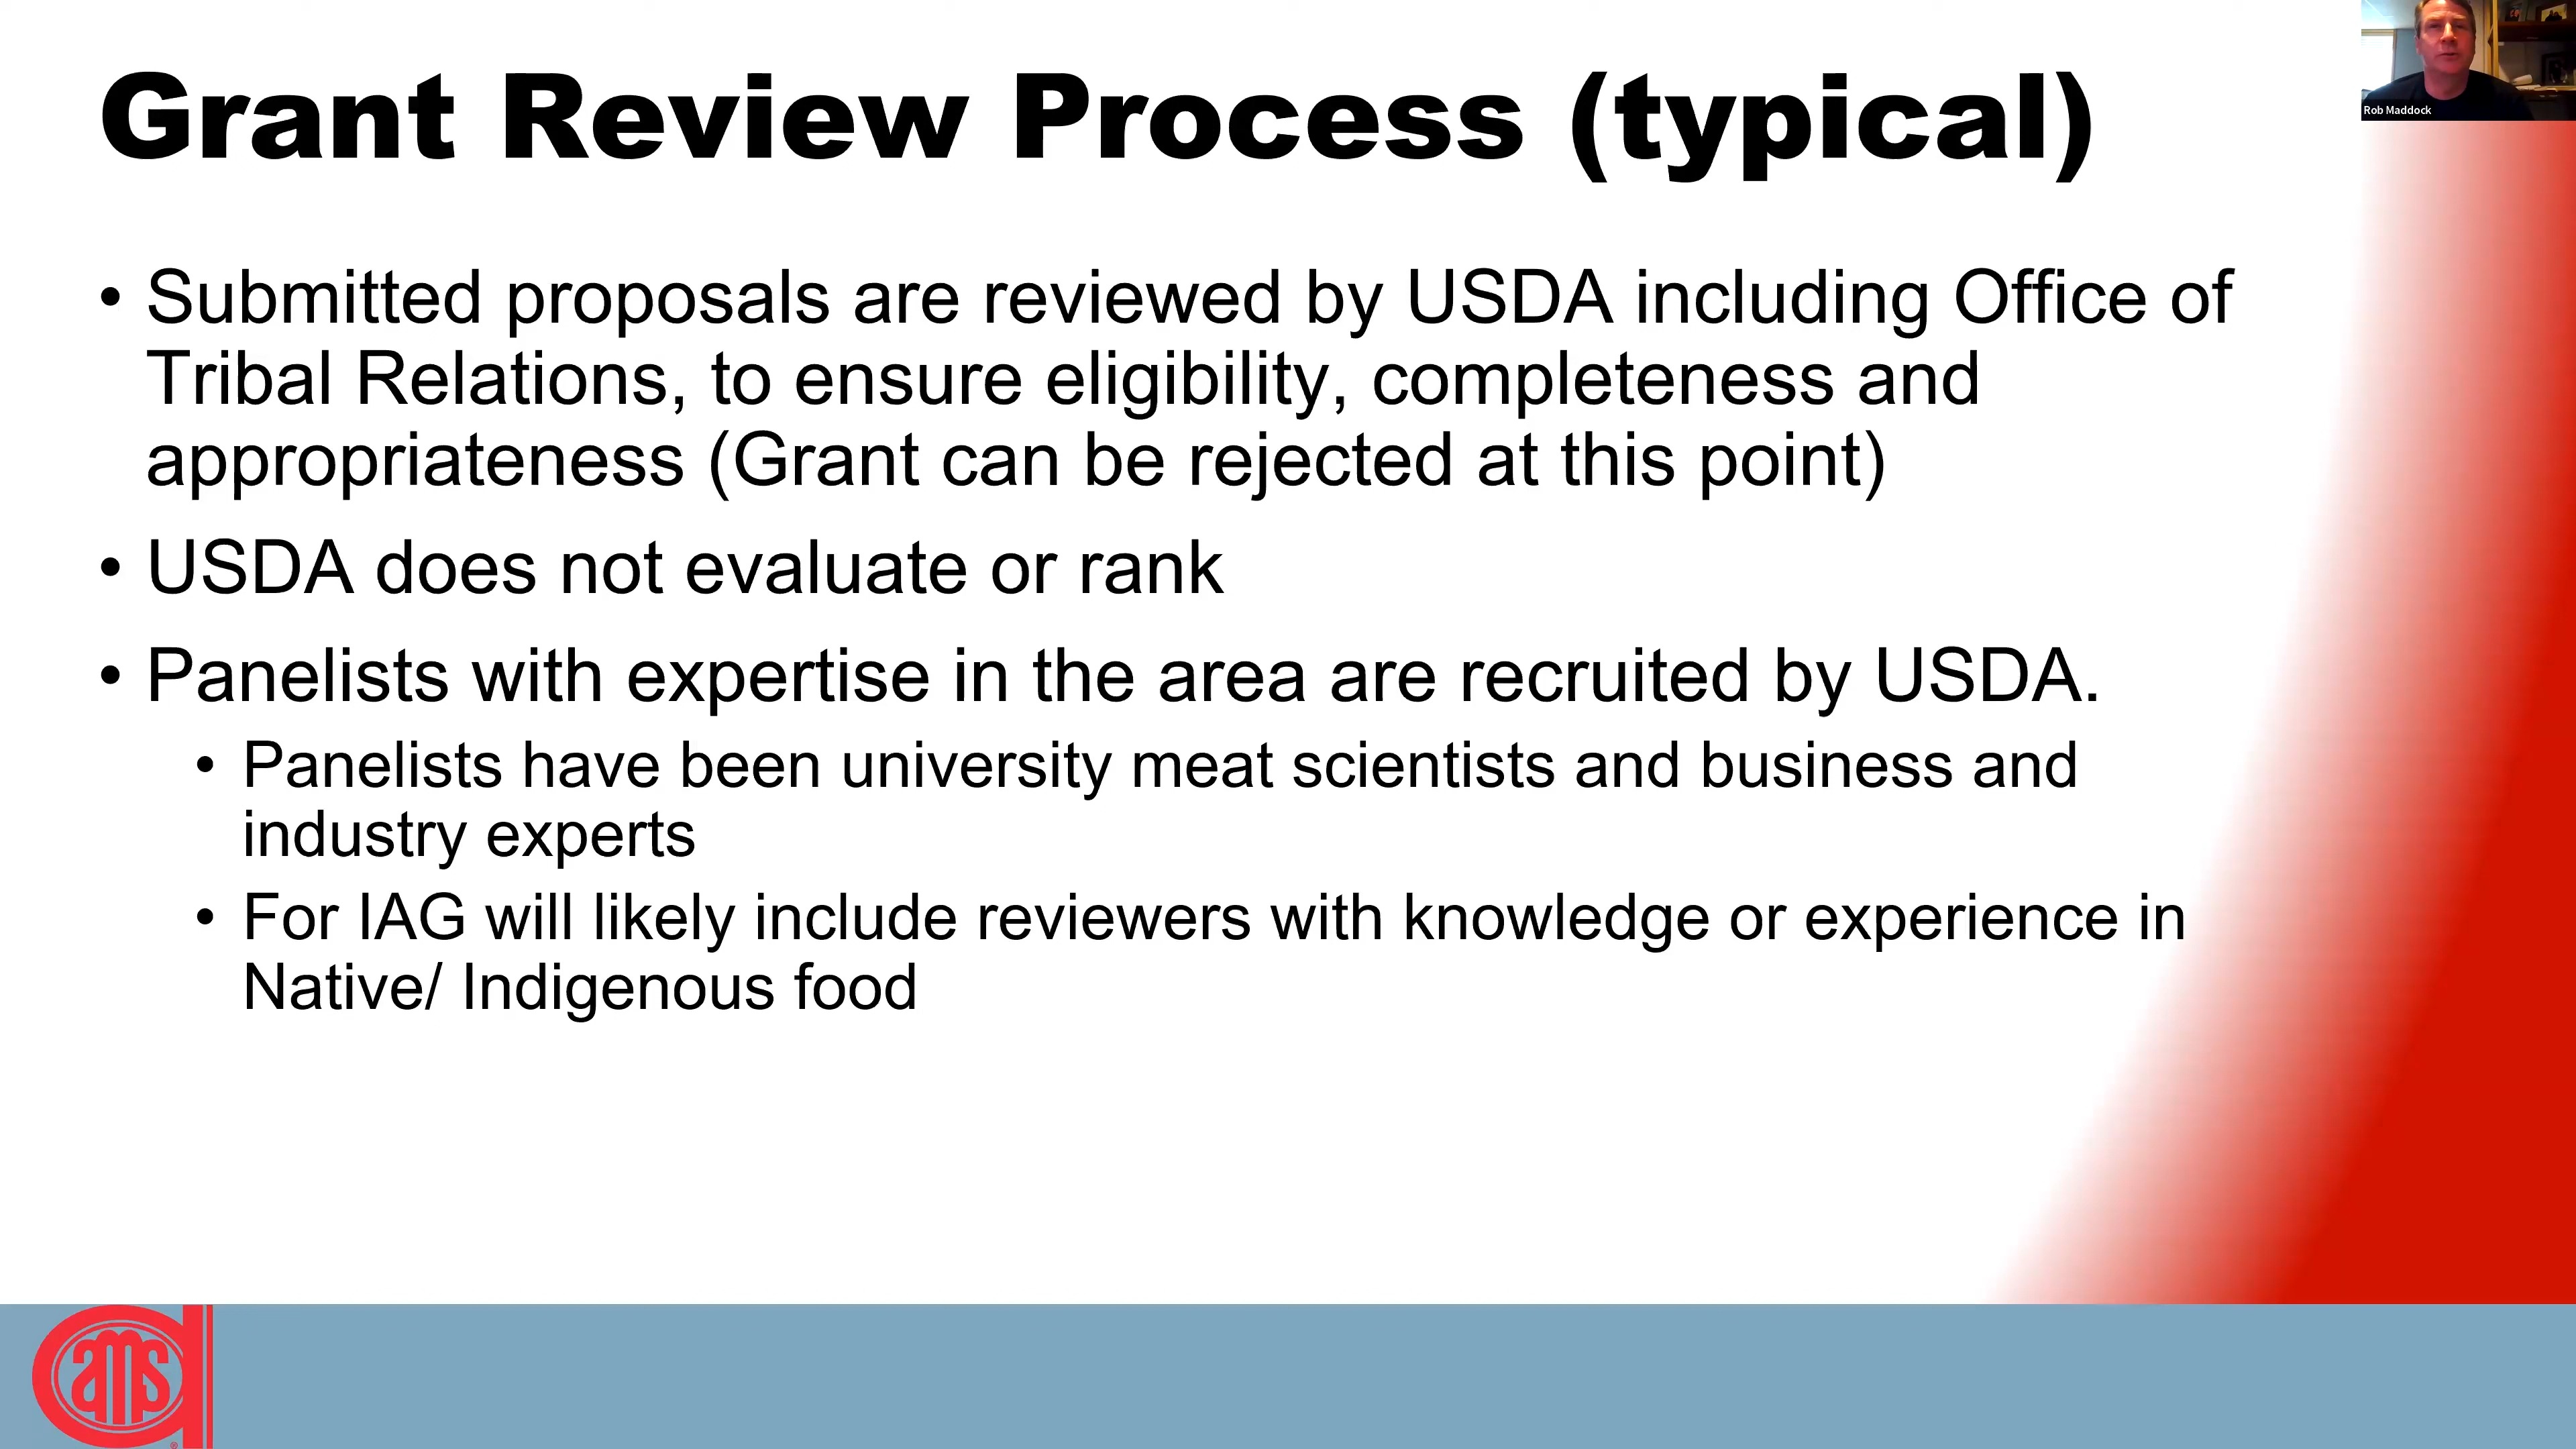 Grant Review Process (typical)
Rob Maddock
• Submitted proposals are reviewed by USDA including Office of
Tribal Relations, to ensure eligibility, completeness and
appropriateness (Grant can be rejected at this point)
• USDA does not evaluate or rank
• Panelists with expertise in the area are recruited by USDA.
• Panelists have been university meat scientists and business and
industry experts
• For IAG will likely include reviewers with knowledge or experience in
Native/ Indigenous food
ams
®